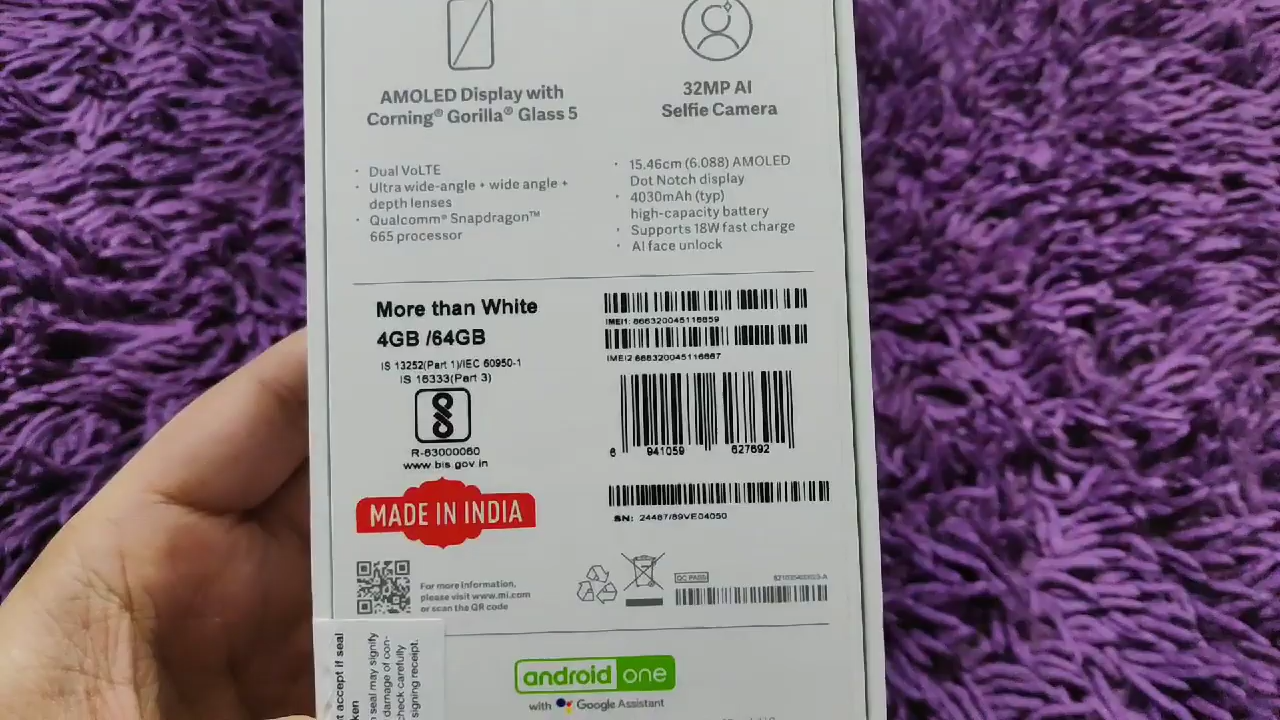 AMOLED Display with
Corning® Gorilla® Glass 5
32MP AI
Selfie Camera
• Dual VoLTE
• Ultra wide-angle + wide angle +
depth lenses
• Qualcomm® Snapdragon™
665 processor
• 15.46cm (6.088) AMOLED
Dot Notch display
• 4030mAh (typ)
high-capacity battery
• Supports 18W fast charge
• AI face unlock
More than White
4GB /64GB
IS 13252(Part 1)/IEC 60950-1
IS 16333(Part 3)
R-63000060
www.bis.gov.in
MADE IN INDIA
For more information,
please visit www.mi.com
or scan the QR code
IMEI1: 866320045116659
IMEI2 866320045116667
6 941059 627692
SN: 24487/89VE04050
QC PASS
android one
with Google Assistant
accept if seal
seal may signify
damage of con-
check carefully
signing receipt.